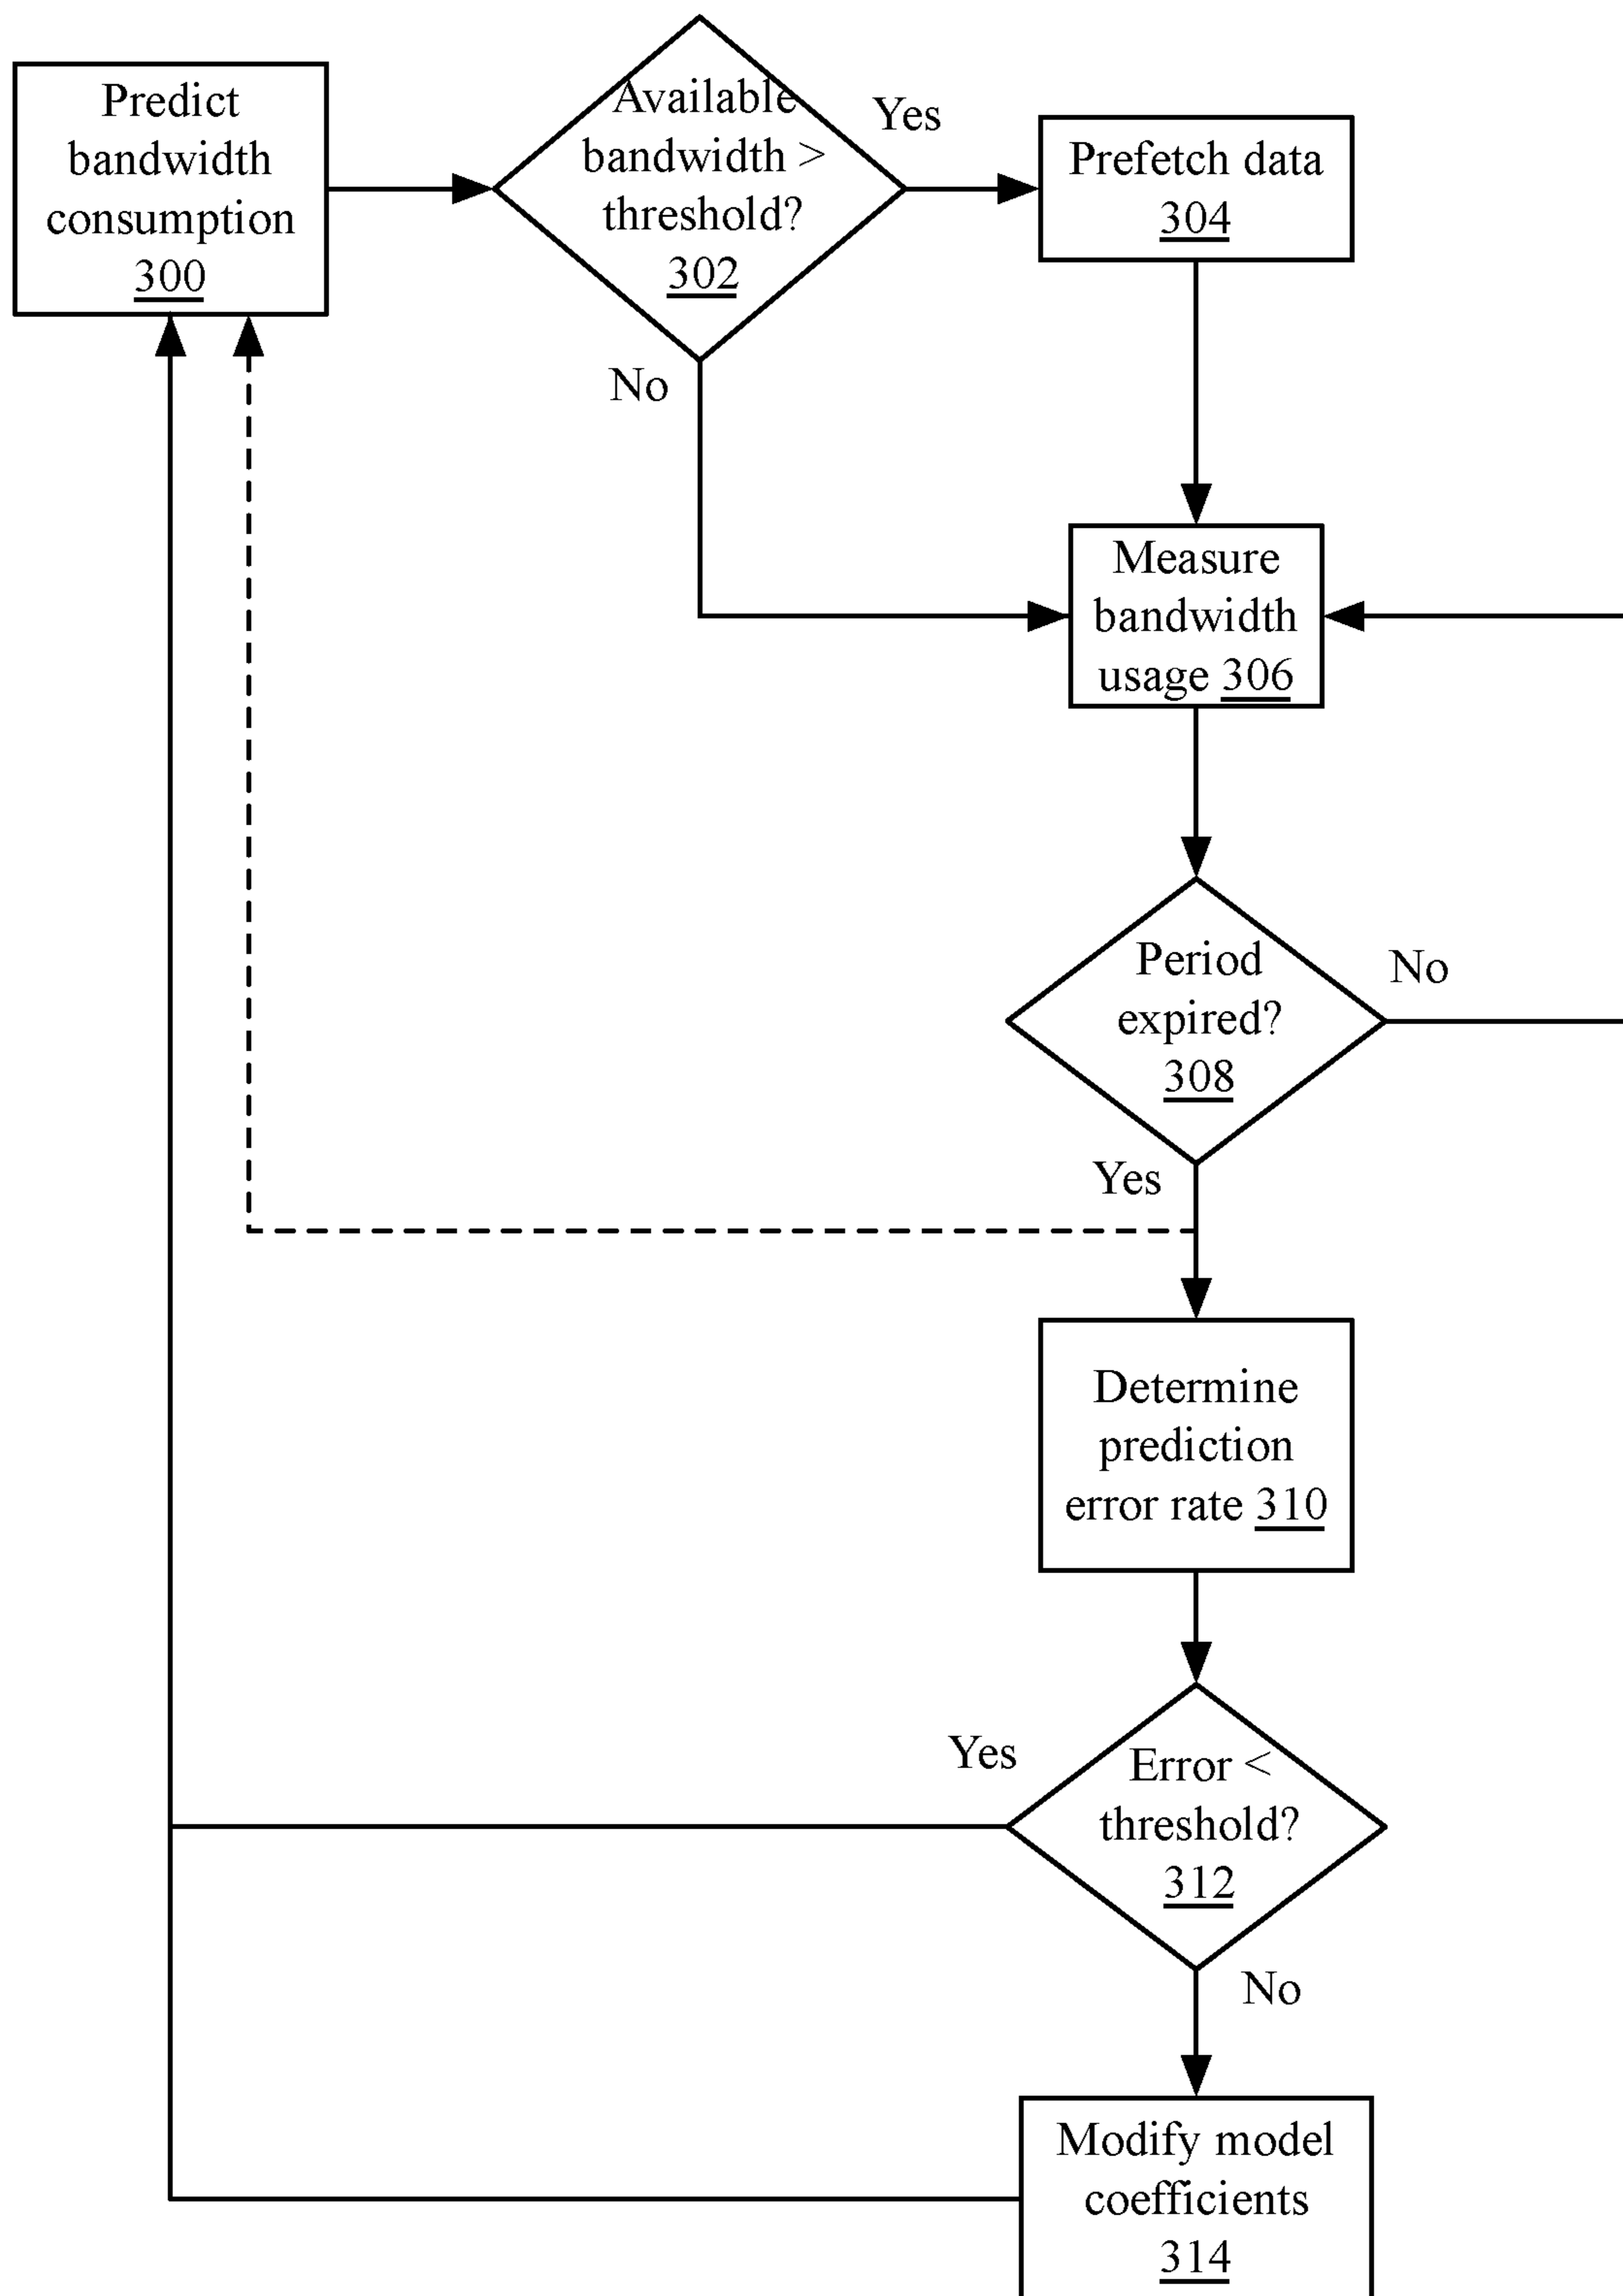 Predict
bandwidth
consumption
300
Available
bandwidth >
threshold?
302
Yes
No
Prefetch data
304
Measure
bandwidth
usage 306
Period
expired?
308
No
Yes
Determine
prediction
error rate 310
Error <
threshold?
312
Yes
No
Modify model
coefficients
314